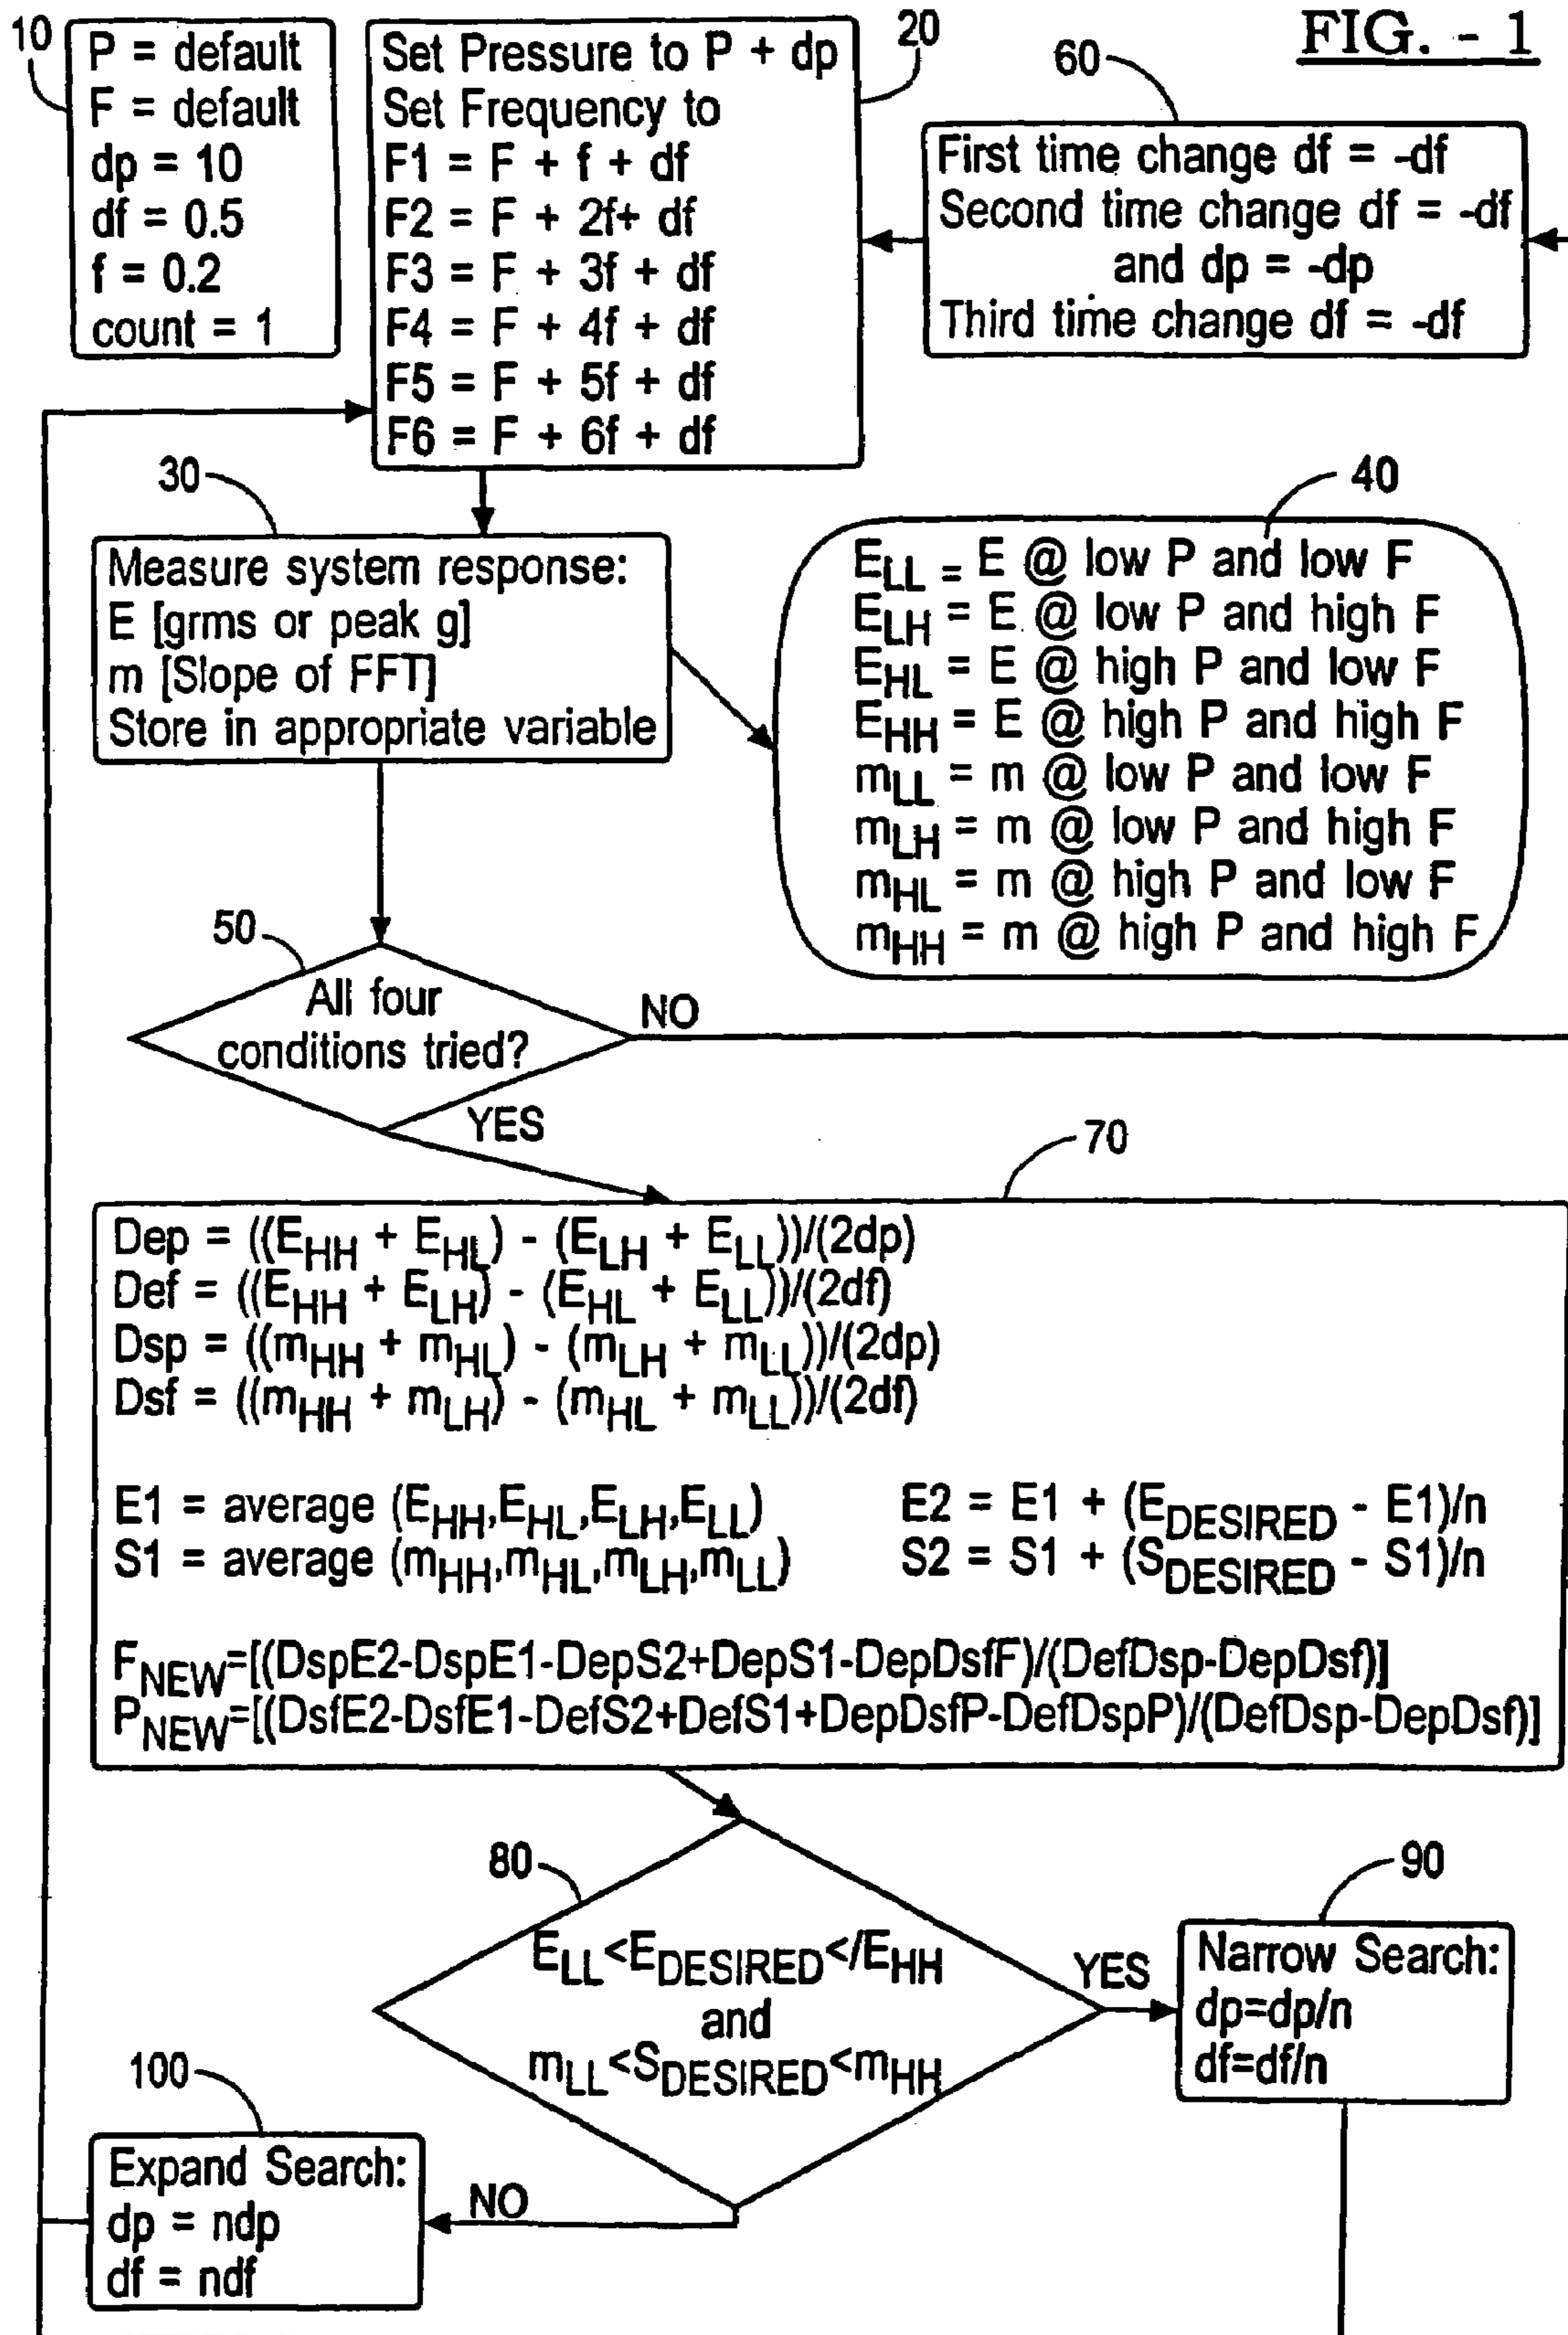 FIG. - 1
10
P = default
F = default
dp = 10
df = 0.5
f = 0.2
count = 1
20
Set Pressure to P + dp
Set Frequency to
F1 = F + f + df
F2 = F + 2f+ df
F3 = F + 3f + df
F4 = F + 4f + df
F5 = F + 5f + df
F6 = F + 6f + df
60
First time change df = -df
Second time change df = -df
and dp = -dp
Third time change df = -df
30
Measure system response:
E [grms or peak g]
m [Slope of FFT]
Store in appropriate variable
40
ELL = E @ low P and low F
ELH = E @ low P and high F
EHL = E @ high P and low F
EHH = E @ high P and high F
mLL = m @ low P and low F
mLH = m @ low P and high F
mHL = m @ high P and low F
mHH = m @ high P and high F
50
All four
conditions tried?
NO
YES
70
Dep = ((EHH + EHL) - (ELH + ELL))/(2dp)
Def = ((EHH + ELH) - (EHL + ELL))/(2df)
Dsp = ((mHH + mHL) - (mLH + mLL))/(2dp)
Dsf = ((mHH + mLH) - (mHL + mLL))/(2df)
E1 = average (EHH,EHL,ELH,ELL) E2 = E1 + (EDESIRED - E1)/n
S1 = average (mHH,mHL,mLH,mLL) S2 = S1 + (SDESIRED - S1)/n
FNEW=[(DspE2-DspE1-DepS2+DepS1-DepDsfF)/(DefDsp-DepDsf)]
PNEW=[(DsfE2-DsfE1-DefS2+DefS1+DepDsfP-DefDspP)/(DefDsp-DepDsf)]
80
ELL<EDESIRED</EHH
and
mLL<SDESIRED<mHH
YES
90
Narrow Search:
dp=dp/n
df=df/n
NO
100
Expand Search:
dp = ndp
df = ndf